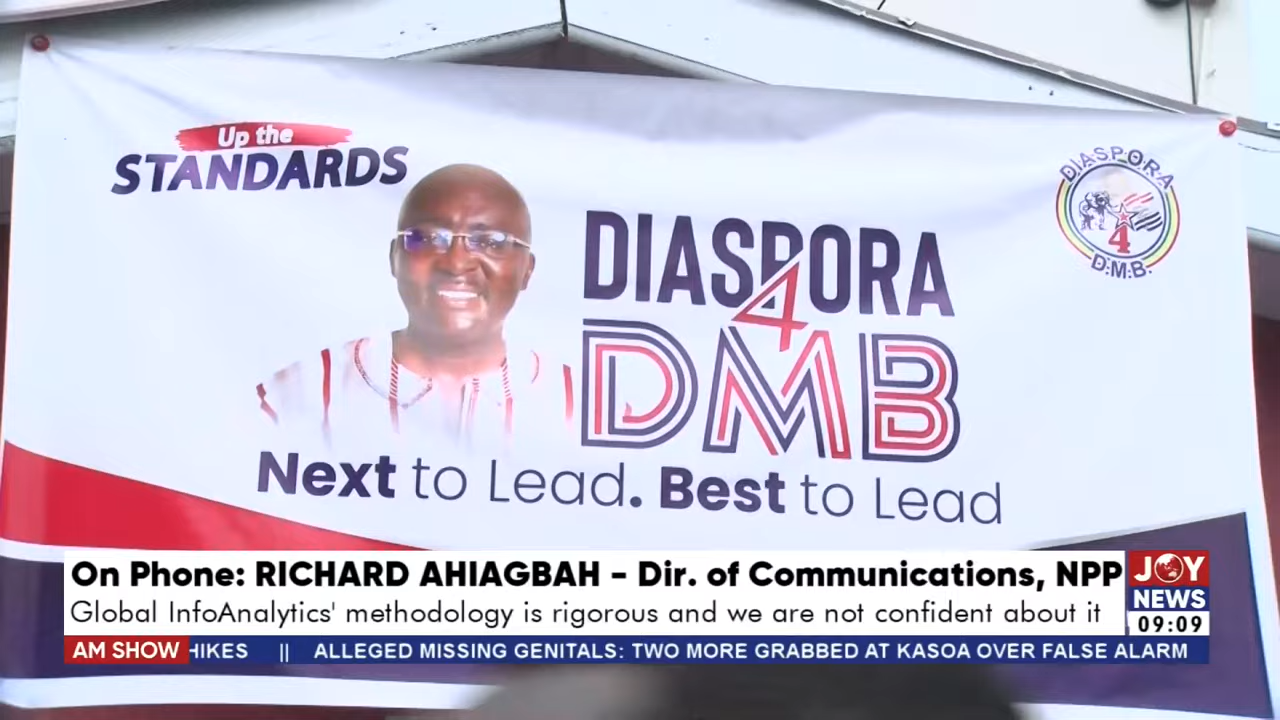 Up the
STANDARDS
DIASPORA
4
DMB
Next to Lead. Best to Lead
DIASPORA
4
D.M.B.
On Phone: RICHARD AHIAGBAH - Dir. of Communications, NPP
Global InfoAnalytics' methodology is rigorous and we are not confident about it
JOY
NEWS
09:09
AM SHOW
HIKES || ALLEGED MISSING GENITALS: TWO MORE GRABBED AT KASOA OVER FALSE ALARM